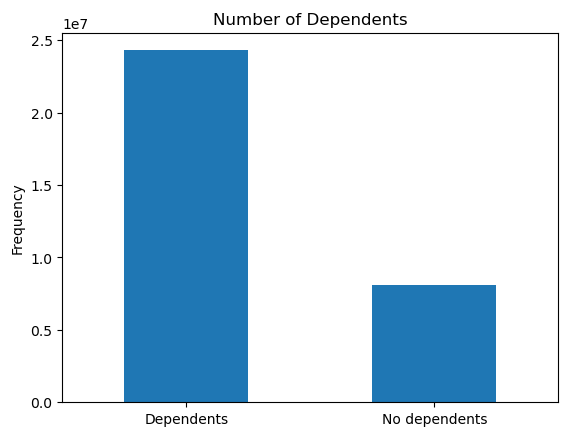 Number of Dependents
1e7
2.5
2.0
1.5
1.0
0.5
0.0
Frequency
Dependents
No dependents